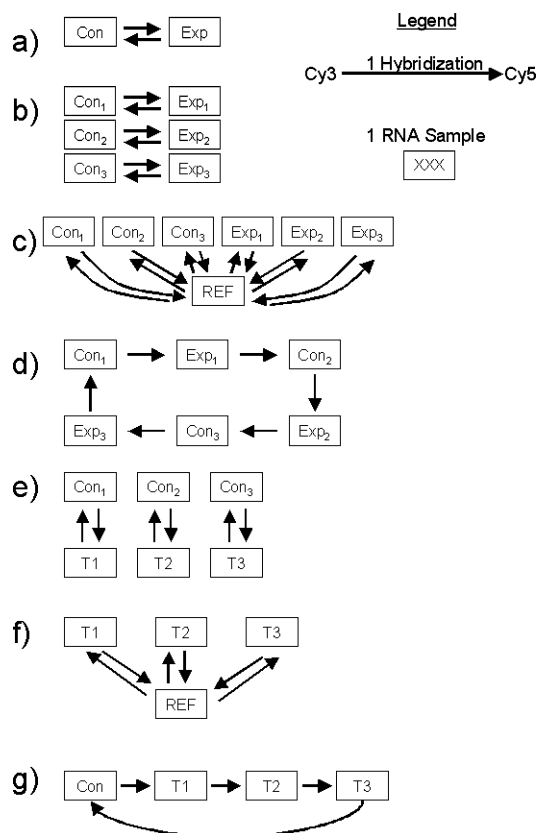 a) Con Exp
Legend
Cy3 1 Hybridization Cy5
b) Con₁ Exp₁
Con₂ Exp₂
Con₃ Exp₃
1 RNA Sample
XXX
c) Con₁ Con₂ Con₃ Exp₁ Exp₂ Exp₃
REF
d) Con₁ Exp₁ Con₂
Exp₃ Con₃ Exp₂
e) Con₁ Con₂ Con₃
T1 T2 T3
f) T1 T2 T3
REF
g) Con T1 T2 T3